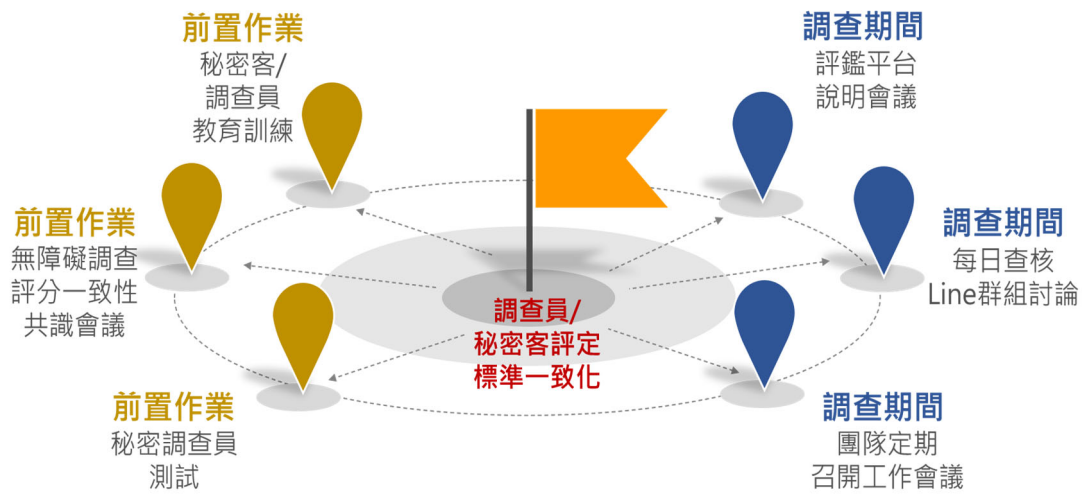 前置作業
秘密客/
調查員
教育訓練
前置作業
無障礙調查
評分一致性
共識會議
前置作業
秘密調查員
測試
調查員/
秘密客評定
標準一致化
調查期間
評鑑平台
說明會議
調查期間
每日查核
Line群組討論
調查期間
團隊定期
召開工作會議